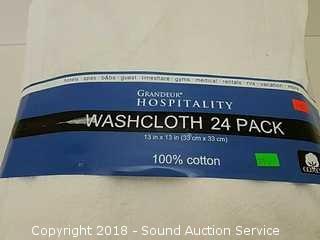 hotels · spas · b&bs · guest · timeshare · gyms · medical · rentals · rvs · vacation · more
GRANDEUR®
HOSPITALITY
WASHCLOTH 24 PACK
13 in x 13 in (33 cm x 33 cm)
100% cotton
Copyright 2018 - Sound Auction Service